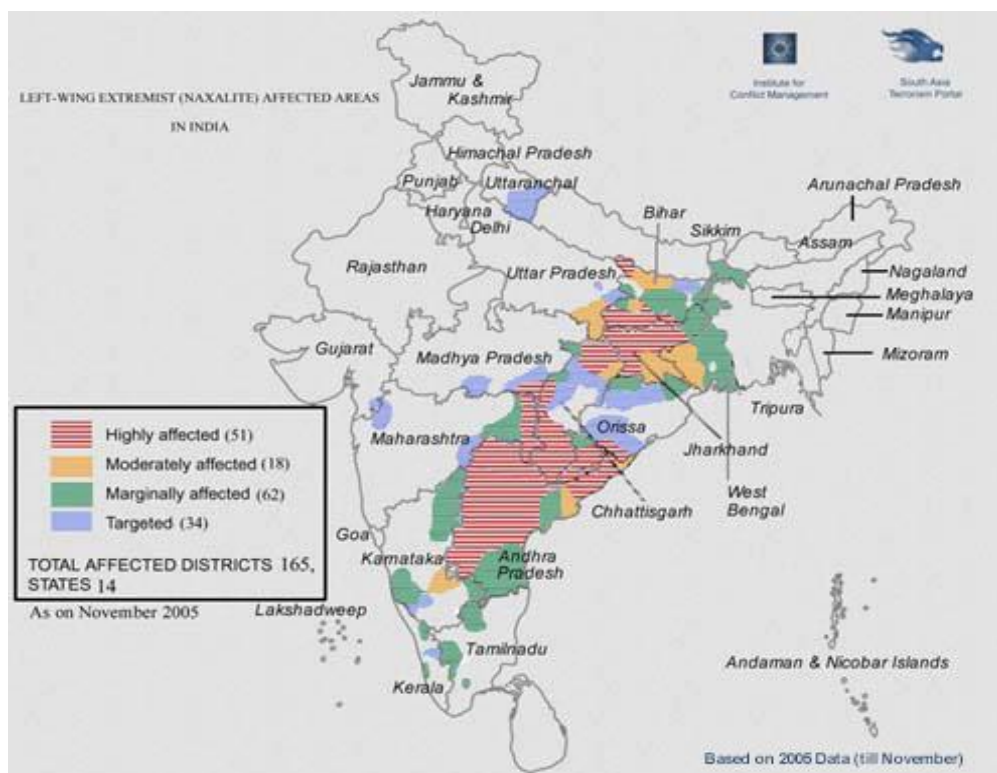 LEFT-WING EXTREMIST (NAXALITE) AFFECTED AREAS
IN INDIA
Institute for
Conflict Management
South Asia
Terrorism Portal
Jammu &
Kashmir
Himachal Pradesh
Punjab
Uttaranchal
Haryana
Delhi
Arunachal Pradesh
Bihar
Sikkim
Assam
Rajasthan
Uttar Pradesh
Nagaland
Meghalaya
Manipur
Gujarat
Madhya Pradesh
Mizoram
Tripura
Highly affected (51)
Moderately affected (18)
Marginally affected (62)
Targeted (34)
TOTAL AFFECTED DISTRICTS 165,
STATES 14
As on November 2005
Maharashtra
Orissa
Jharkhand
West
Bengal
Chhattisgarh
Goa
Karnataka
Andhra
Pradesh
Lakshadweep
Tamilnadu
Kerala
Andaman & Nicobar Islands
Based on 2005 Data (till November)